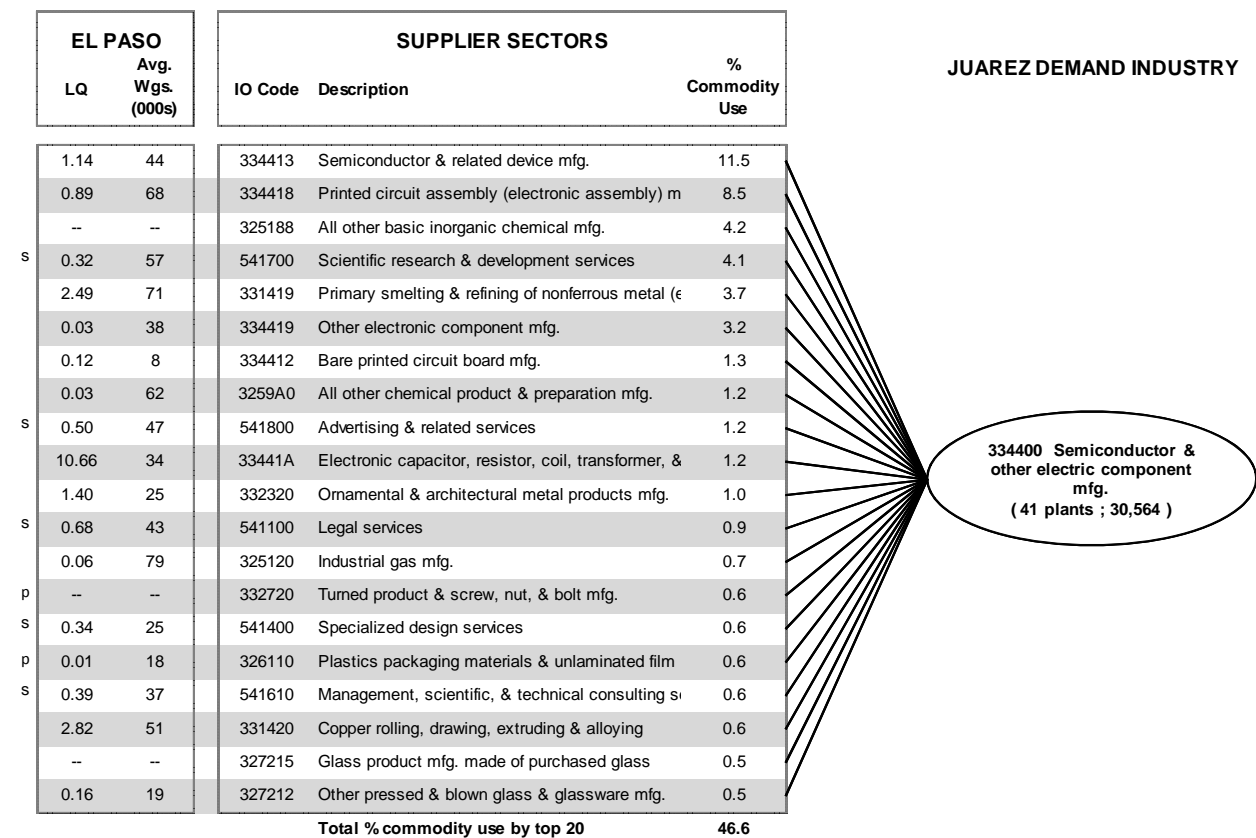 EL PASO
SUPPLIER SECTORS
JUAREZ DEMAND INDUSTRY
LQ Avg. Wgs. (000s) IO Code Description % Commodity Use
1.14 44 334413 Semiconductor & related device mfg. 11.5
0.89 68 334418 Printed circuit assembly (electronic assembly) m 8.5
-- -- 325188 All other basic inorganic chemical mfg. 4.2
s 0.32 57 541700 Scientific research & development services 4.1
2.49 71 331419 Primary smelting & refining of nonferrous metal (e 3.7
0.03 38 334419 Other electronic component mfg. 3.2
0.12 8 334412 Bare printed circuit board mfg. 1.3
0.03 62 3259A0 All other chemical product & preparation mfg. 1.2
s 0.50 47 541800 Advertising & related services 1.2
10.66 34 33441A Electronic capacitor, resistor, coil, transformer, & 1.2
1.40 25 332320 Ornamental & architectural metal products mfg. 1.0
s 0.68 43 541100 Legal services 0.9
0.06 79 325120 Industrial gas mfg. 0.7
p -- -- 332720 Turned product & screw, nut, & bolt mfg. 0.6
s 0.34 25 541400 Specialized design services 0.6
p 0.01 18 326110 Plastics packaging materials & unlaminated film 0.6
s 0.39 37 541610 Management, scientific, & technical consulting se 0.6
2.82 51 331420 Copper rolling, drawing, extruding & alloying 0.6
-- -- 327215 Glass product mfg. made of purchased glass 0.5
0.16 19 327212 Other pressed & blown glass & glassware mfg. 0.5
Total % commodity use by top 20 46.6
334400 Semiconductor &
other electric component
mfg.
( 41 plants ; 30,564 )